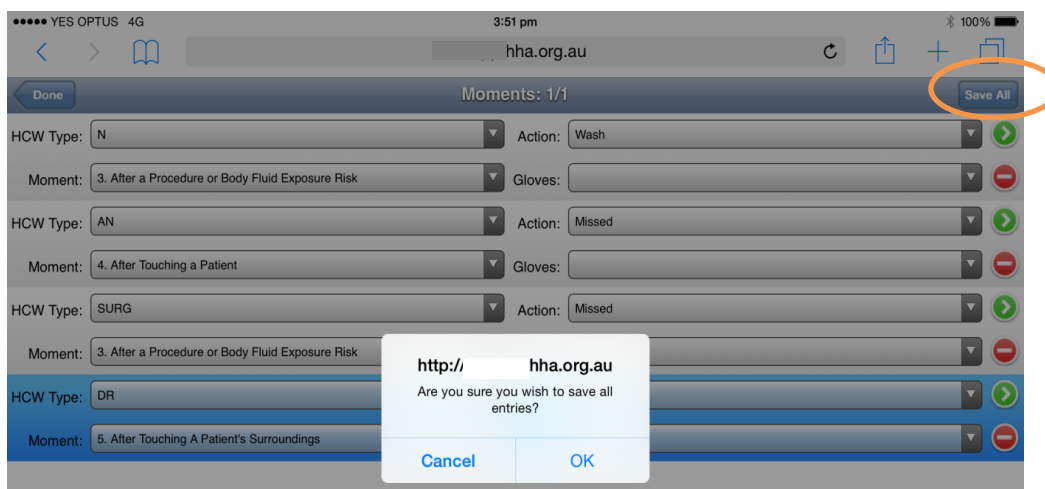 YES OPTUS 4G 3:51 pm 100%
hha.org.au
Done Moments: 1/1 Save All
HCW Type: N Action: Wash
Moment: 3. After a Procedure or Body Fluid Exposure Risk Gloves:
HCW Type: AN Action: Missed
Moment: 4. After Touching a Patient Gloves:
HCW Type: SURG Action: Missed
Moment: 3. After a Procedure or Body Fluid Exposure Risk
HCW Type: DR
Moment: 5. After Touching A Patient's Surroundings
http:// hha.org.au
Are you sure you wish to save all
entries?
Cancel OK